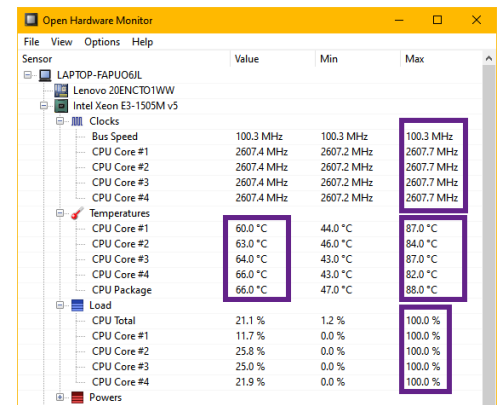 Open Hardware Monitor
File View Options Help
Sensor Value Min Max
LAPTOP-FAPUO6JL
Lenovo 20ENCTO1WW
Intel Xeon E3-1505M v5
Clocks
Bus Speed 100.3 MHz 100.3 MHz 100.3 MHz
CPU Core #1 2607.4 MHz 2607.2 MHz 2607.7 MHz
CPU Core #2 2607.4 MHz 2607.2 MHz 2607.7 MHz
CPU Core #3 2607.4 MHz 2607.2 MHz 2607.7 MHz
CPU Core #4 2607.4 MHz 2607.2 MHz 2607.7 MHz
Temperatures
CPU Core #1 60.0 °C 44.0 °C 87.0 °C
CPU Core #2 63.0 °C 46.0 °C 84.0 °C
CPU Core #3 64.0 °C 43.0 °C 87.0 °C
CPU Core #4 66.0 °C 43.0 °C 82.0 °C
CPU Package 66.0 °C 47.0 °C 88.0 °C
Load
CPU Total 21.1 % 1.2 % 100.0 %
CPU Core #1 11.7 % 0.0 % 100.0 %
CPU Core #2 25.8 % 0.0 % 100.0 %
CPU Core #3 25.0 % 0.0 % 100.0 %
CPU Core #4 21.9 % 0.0 % 100.0 %
Powers